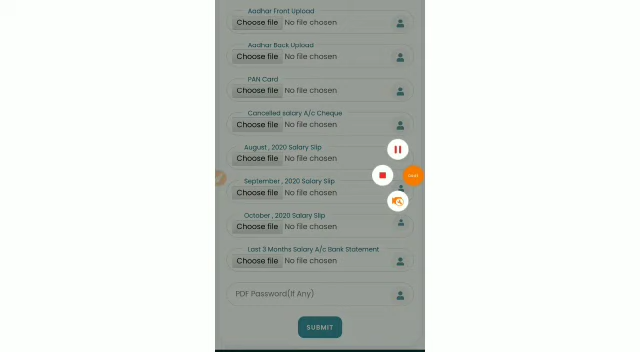 Aadhar Front Upload
Choose file No file chosen
Aadhar Back Upload
Choose file No file chosen
PAN Card
Choose file No file chosen
Cancelled salary A/c Cheque
Choose file No file chosen
August , 2020 Salary Slip
Choose file No file chosen
September , 2020 Salary Slip
Choose file No file chosen
October , 2020 Salary Slip
Choose file No file chosen
Last 3 Months Salary A/c Bank Statement
Choose file No file chosen
PDF Password(If Any)
SUBMIT